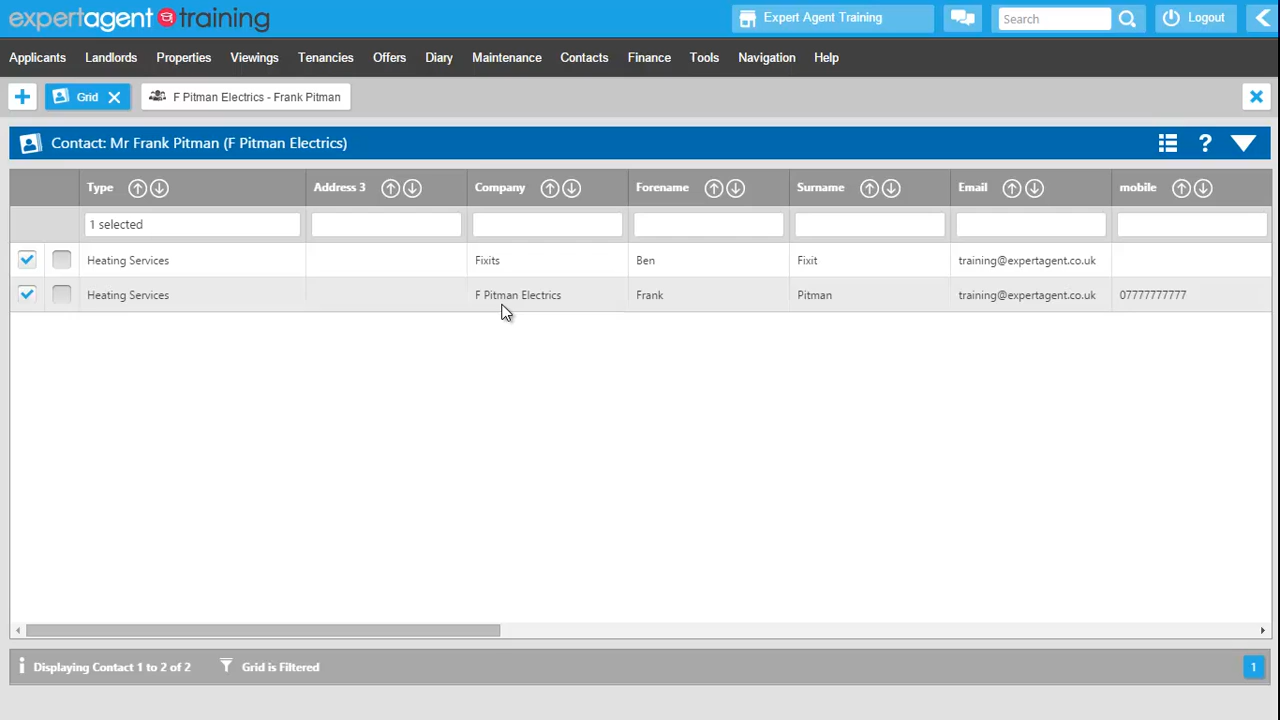 expertagent training
Expert Agent Training
Search
Logout
Applicants Landlords Properties Viewings Tenancies Offers Diary Maintenance Contacts Finance Tools Navigation Help
Grid F Pitman Electrics - Frank Pitman
Contact: Mr Frank Pitman (F Pitman Electrics) ?
Type Address 3 Company Forename Surname Email mobile
1 selected
Heating Services Fixits Ben Fixit training@expertagent.co.uk
Heating Services F Pitman Electrics Frank Pitman training@expertagent.co.uk 07777777777
Displaying Contact 1 to 2 of 2 Grid is Filtered 1